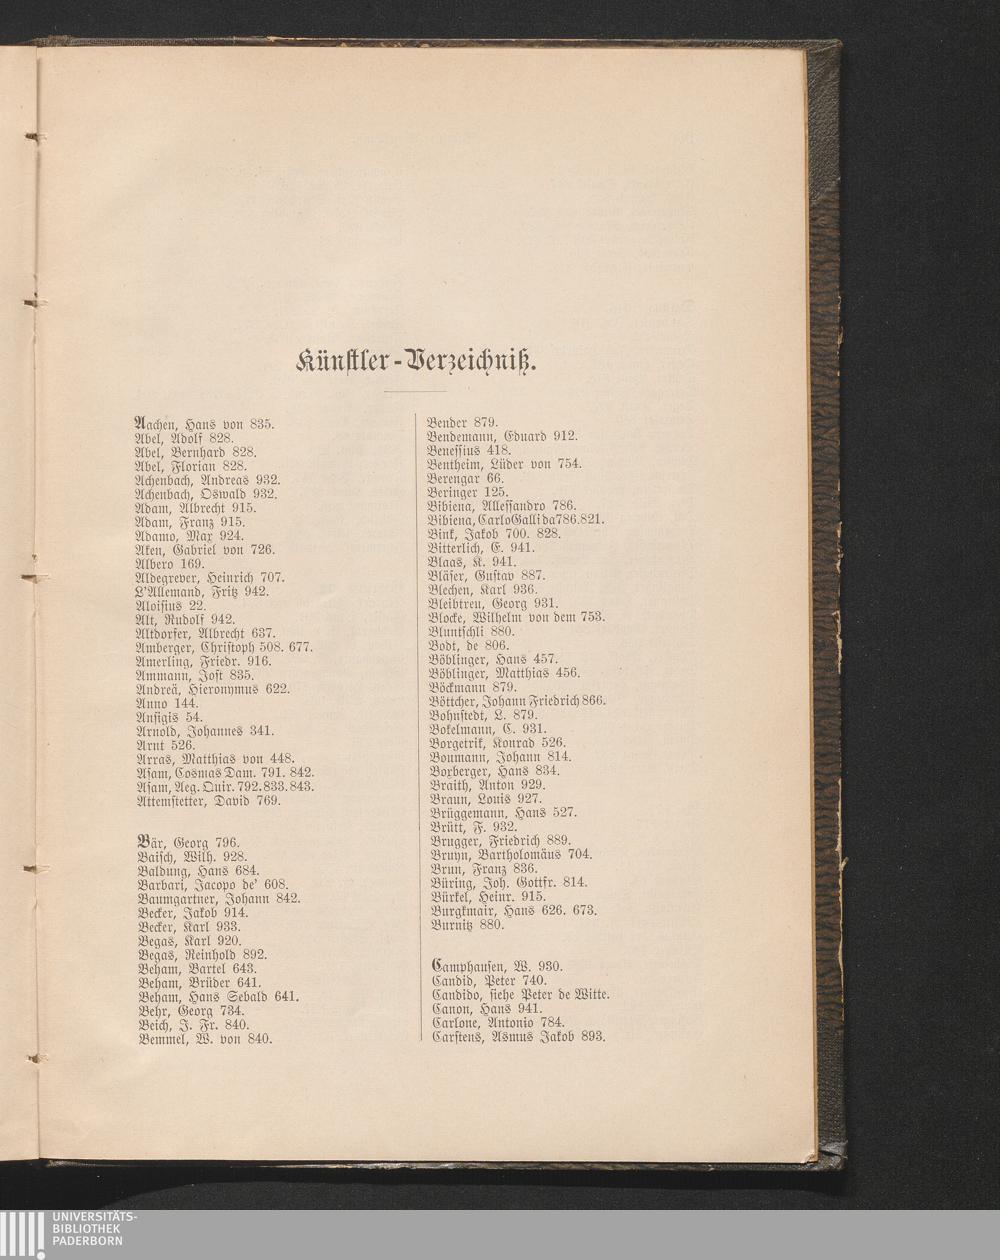 Künstler-Verzeichniß.
Aachen, Hans von 835.
Abel, Adolf 828.
Abel, Bernhard 828.
Abel, Florian 828.
Achenbach, Andreas 932.
Achenbach, Oswald 932.
Adam, Albrecht 915.
Adam, Franz 915.
Adamo, Max 924.
Aken, Gabriel von 726.
Albero 169.
Aldegrever, Heinrich 707.
L'Allemand, Fritz 942.
Aloisius 22.
Alt, Rudolf 942.
Altdorfer, Albrecht 637.
Amberger, Christoph 508. 677.
Amerling, Friedr. 916.
Ammann, Jost 835.
Andreä, Hieronymus 622.
Anno 144.
Ansigis 54.
Arnold, Johannes 341.
Arnt 526.
Arras, Matthias von 448.
Asam, Cosmas Dam. 791. 842.
Asam, Aeg. Quir. 792. 833. 843.
Attemstetter, David 769.
Bär, Georg 796.
Baisch, Wilh. 928.
Baldung, Hans 684.
Barbari, Jacopo de' 608.
Baumgartner, Johann 842.
Becker, Jakob 914.
Becker, Karl 933.
Begas, Karl 920.
Begas, Reinhold 892.
Beham, Bartel 643.
Beham, Brüder 641.
Beham, Hans Sebald 641.
Behr, Georg 734.
Beich, J. Fr. 840.
Bemmel, W. von 840.
Bender 879.
Bendemann, Eduard 912.
Benessius 418.
Bentheim, Lüder von 754.
Berengar 66.
Beringer 125.
Bibiena, Allessandro 786.
Bibiena, Carlo Galli da 786. 821.
Bink, Jakob 700. 828.
Bitterlich, E. 941.
Blaas, K. 941.
Bläser, Gustav 887.
Blechen, Karl 936.
Bleibtreu, Georg 931.
Blocke, Wilhelm von dem 753.
Bluntschli 880.
Bodt, de 806.
Böblinger, Hans 457.
Böblinger, Matthias 456.
Böckmann 879.
Böttcher, Johann Friedrich 866.
Bohnstedt, L. 879.
Bokelmann, C. 931.
Borgetrik, Konrad 526.
Boumann, Johann 814.
Boxberger, Hans 834.
Braith, Anton 929.
Braun, Louis 927.
Brüggemann, Hans 527.
Brütt, F. 932.
Brugger, Friedrich 889.
Bruyn, Bartholomäus 704.
Brun, Franz 836.
Büring, Joh. Gottfr. 814.
Bürkel, Heinr. 915.
Burgkmair, Hans 626. 673.
Burnitz 880.
Camphausen, W. 930.
Candid, Peter 740.
Candido, siehe Peter de Witte.
Canon, Hans 941.
Carlone, Antonio 784.
Carstens, Asmus Jakob 893.
UNIVERSITÄTS-
BIBLIOTHEK
PADERBORN